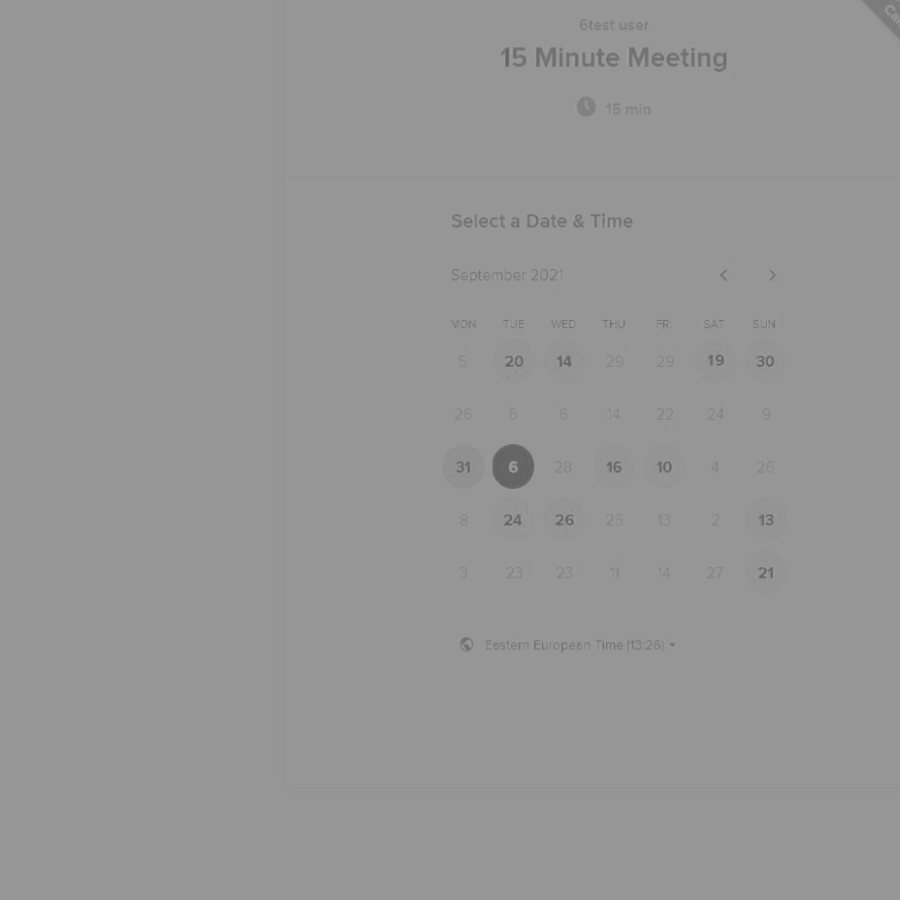 6test user
15 Minute Meeting
15 min
Select a Date & Time
September 2021
MON TUE WED THU FRI SAT SUN
5 20 14 29 29 19 30
26 6 6 14 22 24 9
31 6 28 16 10 4 26
8 24 26 25 13 2 13
3 23 23 11 14 27 21
Eastern European Time (13:26)